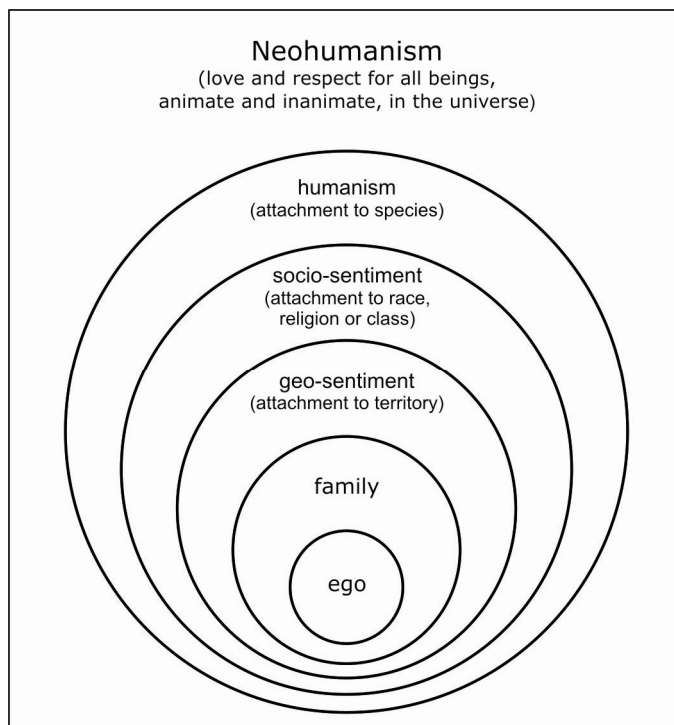 Neohumanism
(love and respect for all beings,
animate and inanimate, in the universe)
humanism
(attachment to species)
socio-sentiment
(attachment to race,
religion or class)
geo-sentiment
(attachment to territory)
family
ego